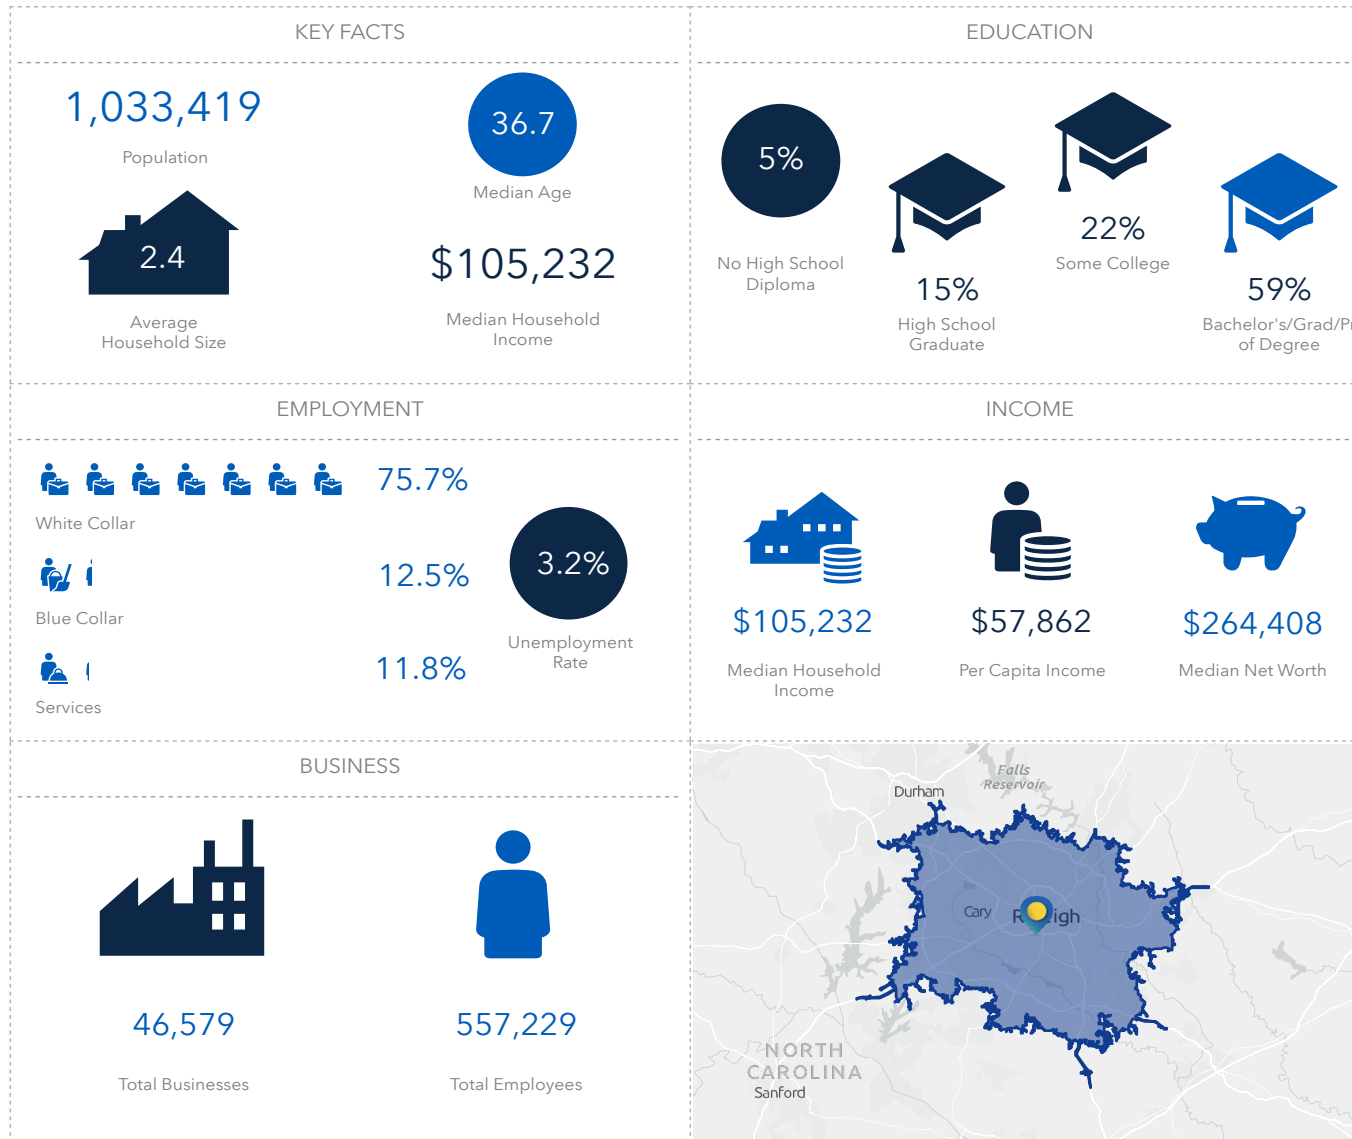 KEY FACTS
1,033,419
Population
36.7
Median Age
2.4
Average
Household Size
$105,232
Median Household
Income
EDUCATION
5%
No High School
Diploma
15%
High School
Graduate
22%
Some College
59%
Bachelor's/Grad/Pr
of Degree
EMPLOYMENT
75.7%
White Collar
12.5%
Blue Collar
11.8%
Services
3.2%
Unemployment
Rate
INCOME
$105,232
Median Household
Income
$57,862
Per Capita Income
$264,408
Median Net Worth
BUSINESS
46,579
Total Businesses
557,229
Total Employees
Falls
Reservoir
Durham
Cary
NORTH
CAROLINA
Sanford